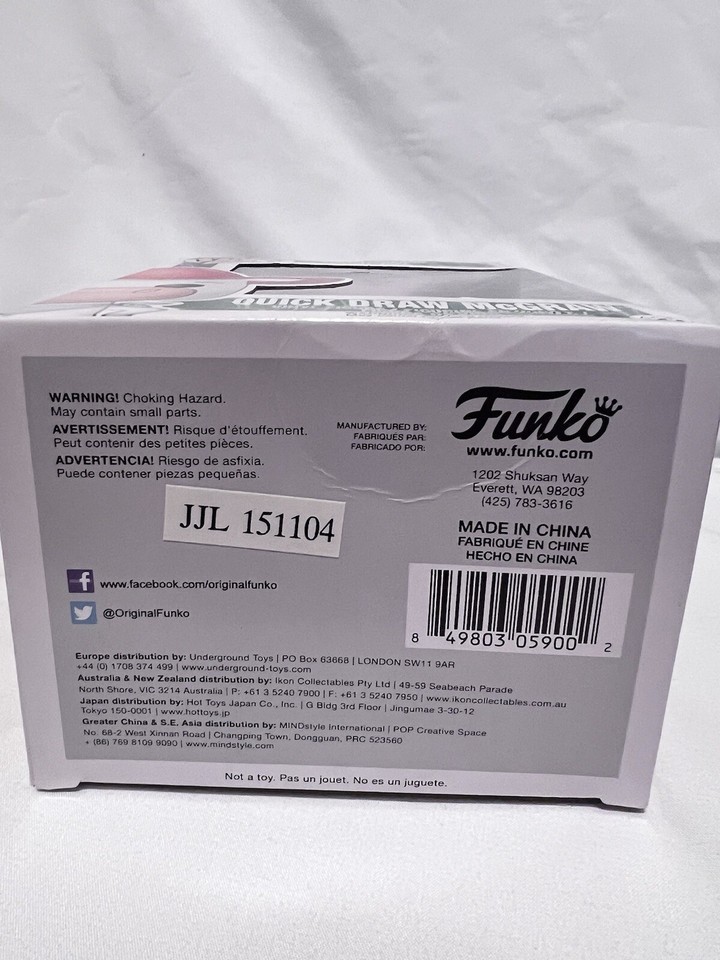 QUICK DRAW McGRAW
WARNING! Choking Hazard.
May contain small parts.
AVERTISSEMENT! Risque d'étouffement.
Peut contenir des petites pièces.
ADVERTENCIA! Riesgo de asfixia.
Puede contener piezas pequeñas.
MANUFACTURED BY:
FABRIQUÉS PAR:
FABRICADO POR:
Funko
www.funko.com
1202 Shuksan Way
Everett, WA 98203
(425) 783-3616
MADE IN CHINA
FABRIQUÉ EN CHINE
HECHO EN CHINA
JJL 151104
8 49803 05900 2
f www.facebook.com/originalfunko
@OriginalFunko
Europe distribution by: Underground Toys | PO Box 63668 | LONDON SW11 9AR
+44 (0) 1708 374 499 | www.underground-toys.com
Australia & New Zealand distribution by: Ikon Collectables Pty Ltd | 49-59 Seabeach Parade
North Shore, VIC 3214 Australia | P: +61 3 5240 7900 | F: +61 3 5240 7950 | www.ikoncollectables.com.au
Japan distribution by: Hot Toys Japan Co., Inc. | G Bldg 3rd Floor | Jingumae 3-30-12
Tokyo 150-0001 | www.hottoys.jp
Greater China & S.E. Asia distribution by: MINDstyle International | POP Creative Space
No. 68-2 West Xinnan Road | Changping Town, Dongguan, PRC 523560
+ (86) 769 8109 9090 | www.mindstyle.com
Not a toy. Pas un jouet. No es un juguete.